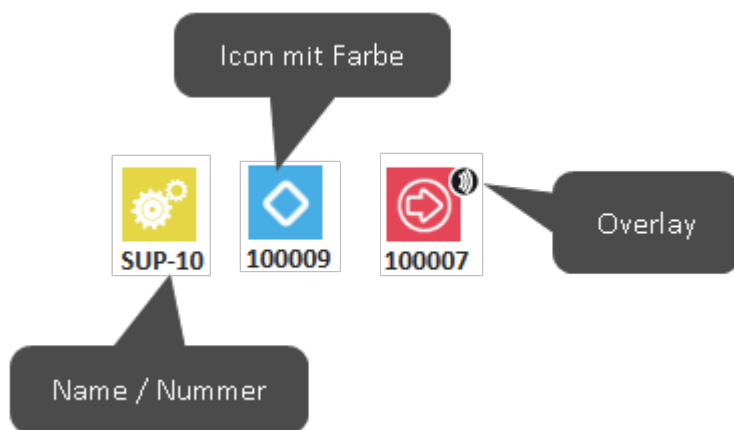 Icon mit Farbe
SUP-10
100009
100007
Overlay
Name / Nummer